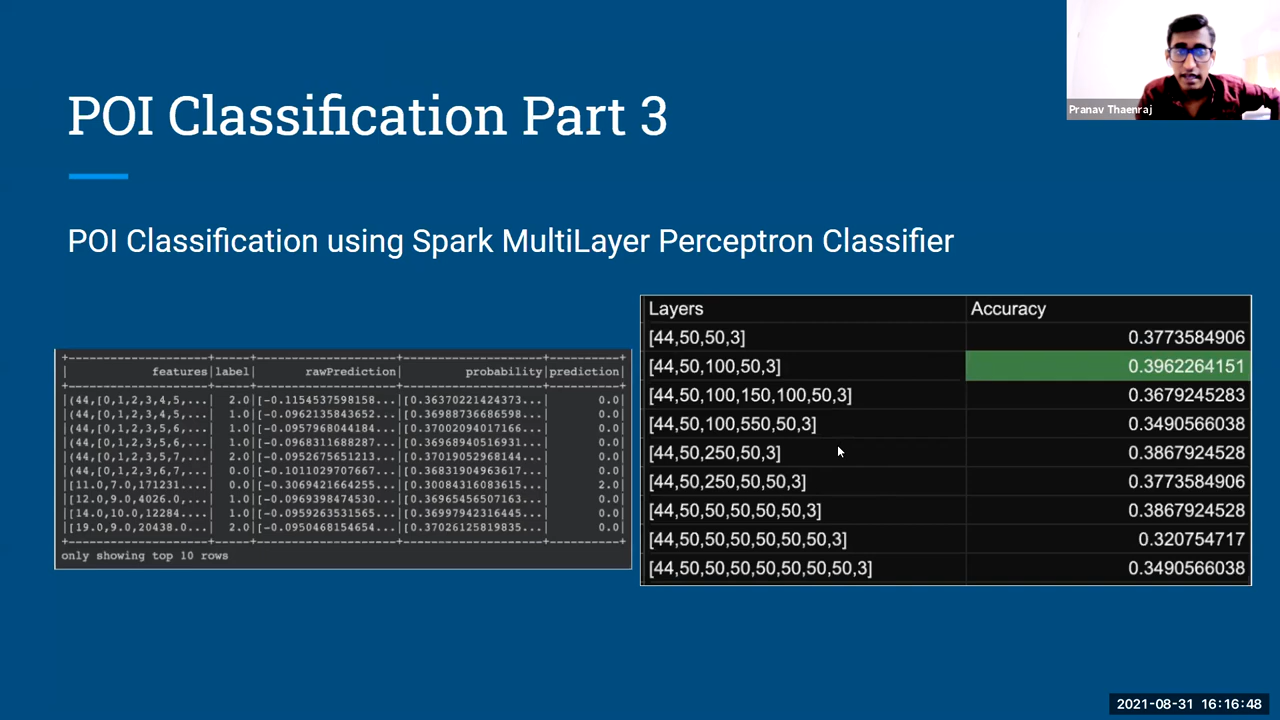 Pranav Thaenraj
POI Classification Part 3
POI Classification using Spark MultiLayer Perceptron Classifier
+--------------------+-----+--------------------+--------------------+----------+
| features|label| rawPrediction| probability|prediction|
+--------------------+-----+--------------------+--------------------+----------+
|(44,[0,1,2,3,4,5,...| 2.0|[-0.1154537598158...|[0.36370221424373...| 0.0|
|(44,[0,1,2,3,4,5,...| 1.0|[-0.0962135843652...|[0.36988736686598...| 0.0|
|(44,[0,1,2,3,5,6,...| 1.0|[-0.0957968044184...|[0.37002094017166...| 0.0|
|(44,[0,1,2,3,5,6,...| 1.0|[-0.0968311688287...|[0.36968940516931...| 0.0|
|(44,[0,1,2,3,5,7,...| 2.0|[-0.0952675651213...|[0.37019052968144...| 0.0|
|(44,[0,1,2,3,6,7,...| 0.0|[-0.1011029707667...|[0.36831904963617...| 0.0|
|[11.0,7.0,171231....| 0.0|[-0.3069421664255...|[0.30084316083615...| 2.0|
|[12.0,9.0,4026.0,...| 1.0|[-0.0969398474530...|[0.36965456507163...| 0.0|
|[14.0,10.0,12284....| 1.0|[-0.0959263531565...|[0.36997942316445...| 0.0|
|[19.0,9.0,20438.0...| 2.0|[-0.0950468154654...|[0.37026125819835...| 0.0|
+--------------------+-----+--------------------+--------------------+----------+
only showing top 10 rows
Layers Accuracy
[44,50,50,3] 0.3773584906
[44,50,100,50,3] 0.3962264151
[44,50,100,150,100,50,3] 0.3679245283
[44,50,100,550,50,3] 0.3490566038
[44,50,250,50,3] 0.3867924528
[44,50,250,50,50,3] 0.3773584906
[44,50,50,50,50,50,3] 0.3867924528
[44,50,50,50,50,50,50,3] 0.320754717
[44,50,50,50,50,50,50,50,3] 0.3490566038
2021-08-31 16:16:48